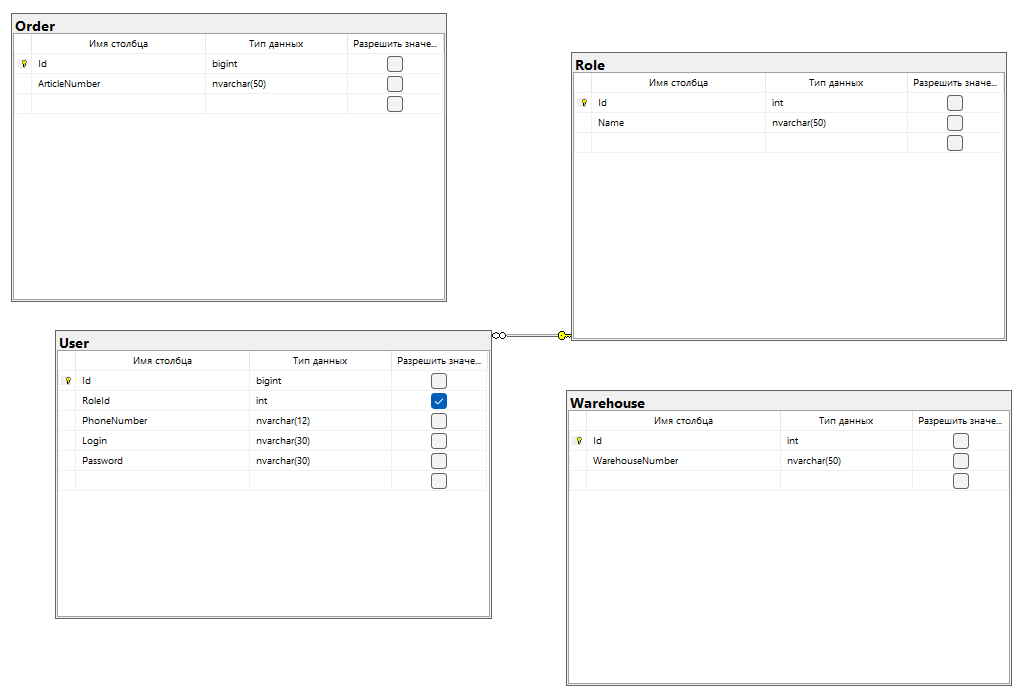 Order
Имя столбца Тип данных Разрешить значе...
Id bigint
ArticleNumber nvarchar(50)
Role
Имя столбца Тип данных Разрешить значе...
Id int
Name nvarchar(50)
User
Имя столбца Тип данных Разрешить значе...
Id bigint
RoleId int
PhoneNumber nvarchar(12)
Login nvarchar(30)
Password nvarchar(30)
Warehouse
Имя столбца Тип данных Разрешить значе...
Id int
WarehouseNumber nvarchar(50)